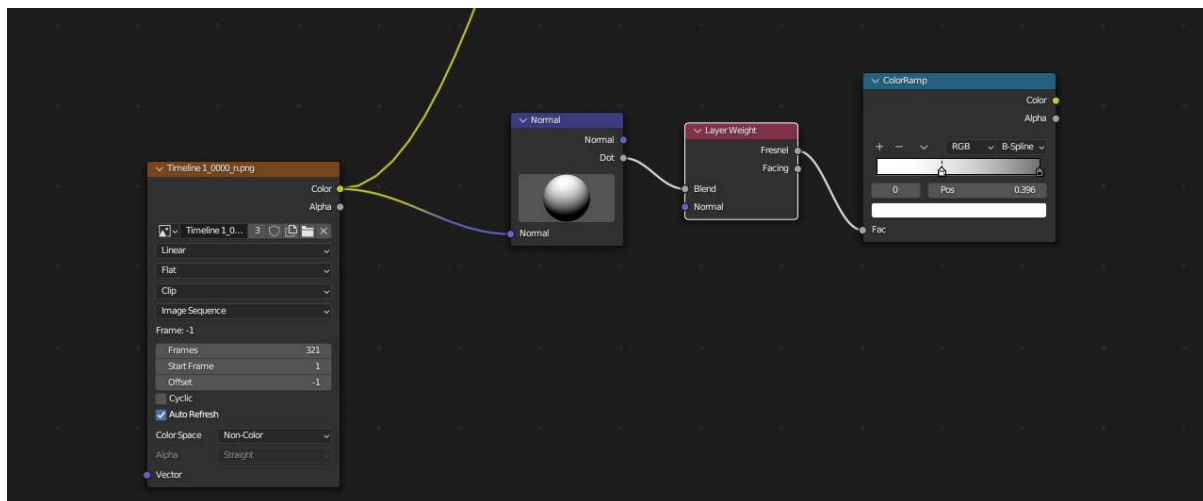 Timeline 1_0000_n.png
Color
Alpha
Timeline 1_0... 3
Linear
Flat
Clip
Image Sequence
Frame: -1
Frames 321
Start Frame 1
Offset -1
Cyclic
Auto Refresh
Color Space Non-Color
Alpha Straight
Vector
Normal
Normal
Dot
Normal
Layer Weight
Fresnel
Facing
Blend
Normal
ColorRamp
Color
Alpha
RGB B-Spline
0 Pos 0.396
Fac